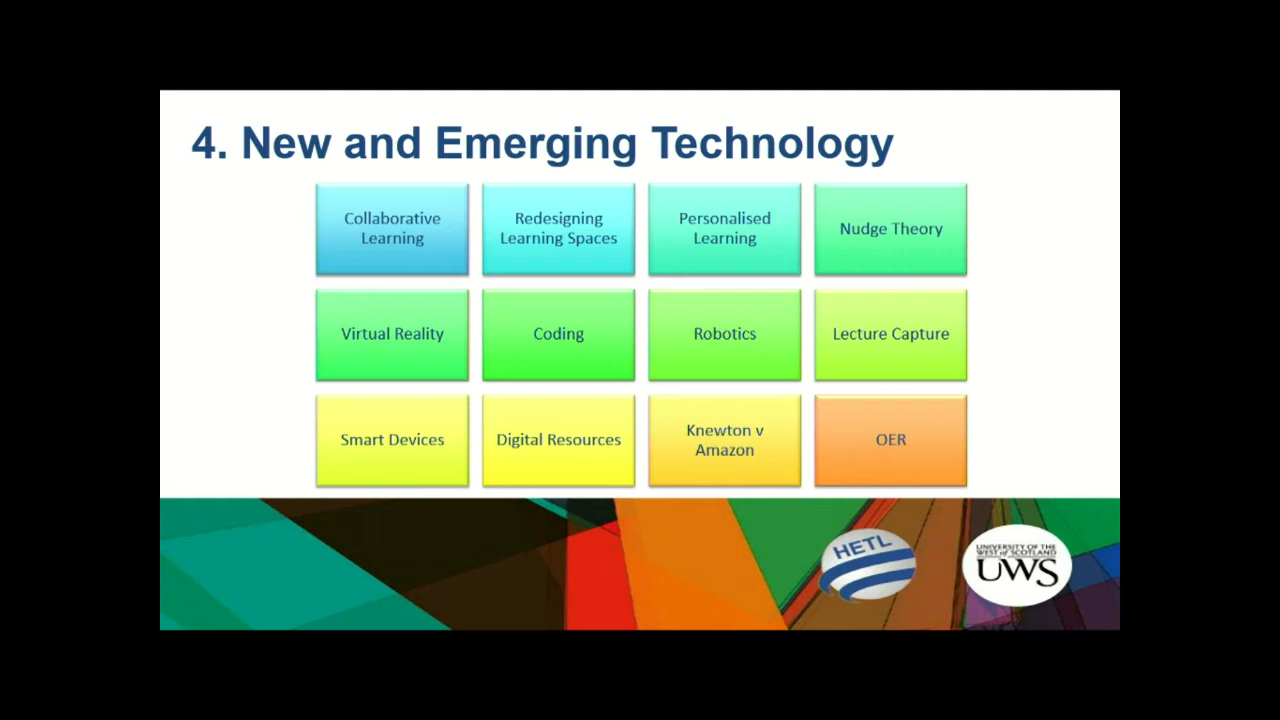 4. New and Emerging Technology
Collaborative
Learning
Redesigning
Learning Spaces
Personalised
Learning
Nudge Theory
Virtual Reality
Coding
Robotics
Lecture Capture
Smart Devices
Digital Resources
Knewton v
Amazon
OER
HETL
UNIVERSITY OF THE
WEST of SCOTLAND
UWS